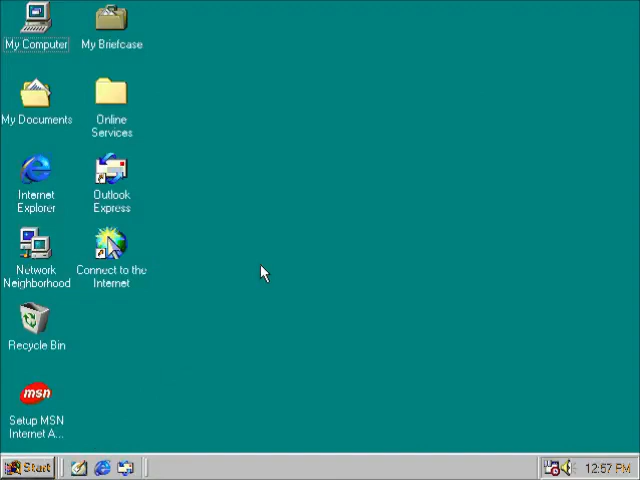 My Computer
My Briefcase
My Documents
Online
Services
Internet
Explorer
Outlook
Express
Network
Neighborhood
Connect to the
Internet
Recycle Bin
msn
Setup MSN
Internet A...
Start
12:57 PM